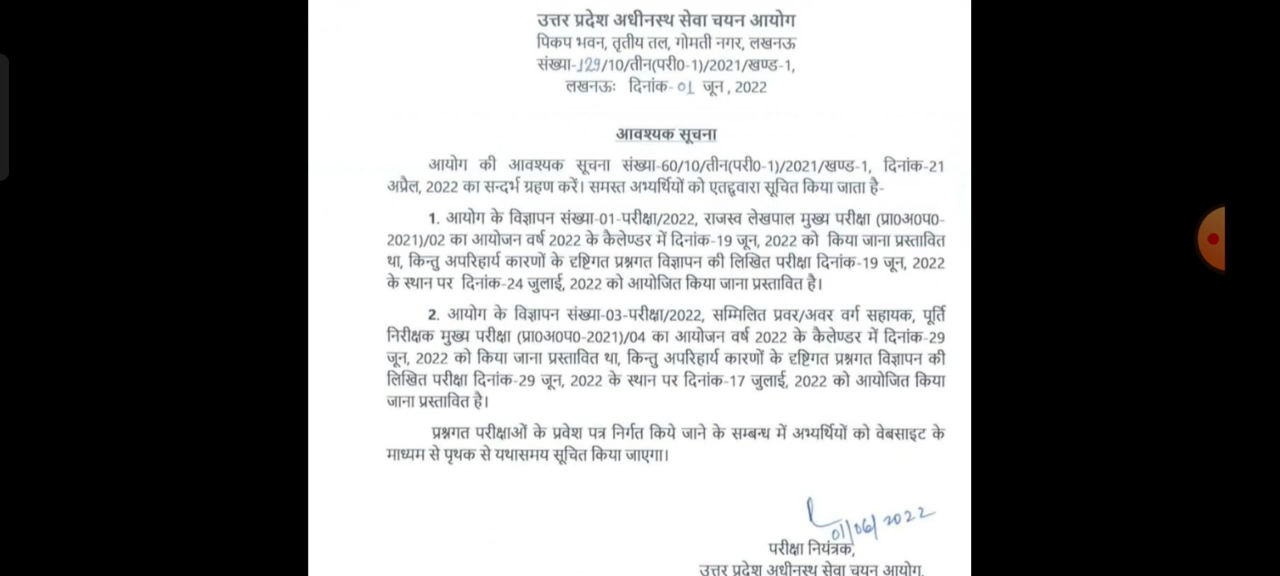 उत्तर प्रदेश अधीनस्थ सेवा चयन आयोग
पिकप भवन, तृतीय तल, गोमती नगर, लखनऊ
संख्या-129/10/तीन(परी0-1)/2021/खण्ड-1,
लखनऊः दिनांक-01 जून, 2022
आवश्यक सूचना
आयोग की आवश्यक सूचना संख्या-60/10/तीन(परी0-1)/2021/खण्ड-1, दिनांक-21
अप्रैल, 2022 का सन्दर्भ ग्रहण करें। समस्त अभ्यर्थियों को एतद्द्वारा सूचित किया जाता है-
1. आयोग के विज्ञापन संख्या-01-परीक्षा/2022, राजस्व लेखपाल मुख्य परीक्षा (प्रा0अ0प0-
2021)/02 का आयोजन वर्ष 2022 के कैलेण्डर में दिनांक-19 जून, 2022 को किया जाना प्रस्तावित
था, किन्तु अपरिहार्य कारणों के दृष्टिगत प्रश्नगत विज्ञापन की लिखित परीक्षा दिनांक-19 जून, 2022
के स्थान पर दिनांक-24 जुलाई, 2022 को आयोजित किया जाना प्रस्तावित है।
2. आयोग के विज्ञापन संख्या-03-परीक्षा/2022, सम्मिलित प्रवर/अवर वर्ग सहायक, पूर्ति
निरीक्षक मुख्य परीक्षा (प्रा0अ0प0-2021)/04 का आयोजन वर्ष 2022 के कैलेण्डर में दिनांक-29
जून, 2022 को किया जाना प्रस्तावित था, किन्तु अपरिहार्य कारणों के दृष्टिगत प्रश्नगत विज्ञापन की
लिखित परीक्षा दिनांक-29 जून, 2022 के स्थान पर दिनांक-17 जुलाई, 2022 को आयोजित किया
जाना प्रस्तावित है।
प्रश्नगत परीक्षाओं के प्रवेश पत्र निर्गत किये जाने के सम्बन्ध में अभ्यर्थियों को वेबसाइट के
माध्यम से पृथक से यथासमय सूचित किया जाएगा।
01/06/2022
परीक्षा नियंत्रक,
उत्तर प्रदेश अधीनस्थ सेवा चयन आयोग,